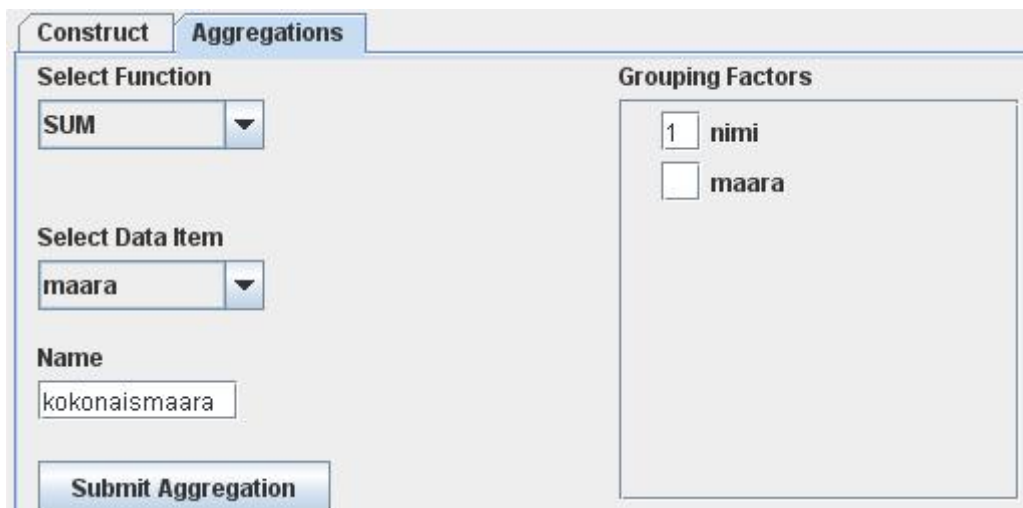 Construct Aggregations
Select Function
SUM
Select Data Item
maara
Name
kokonaismaara
Submit Aggregation
Grouping Factors
1 nimi
maara